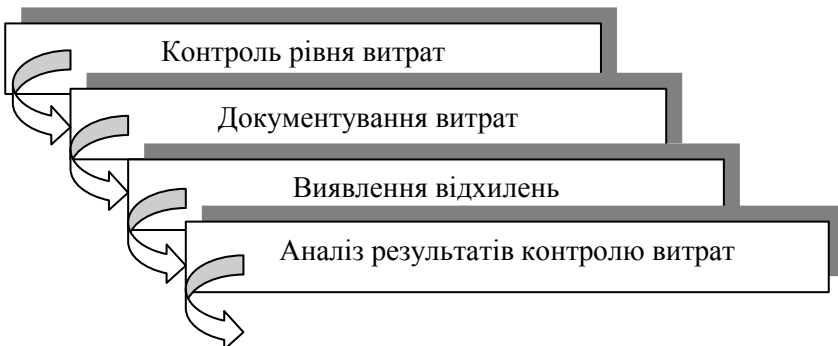 Контроль рівня витрат
Документування витрат
Виявлення відхилень
Аналіз результатів контролю витрат